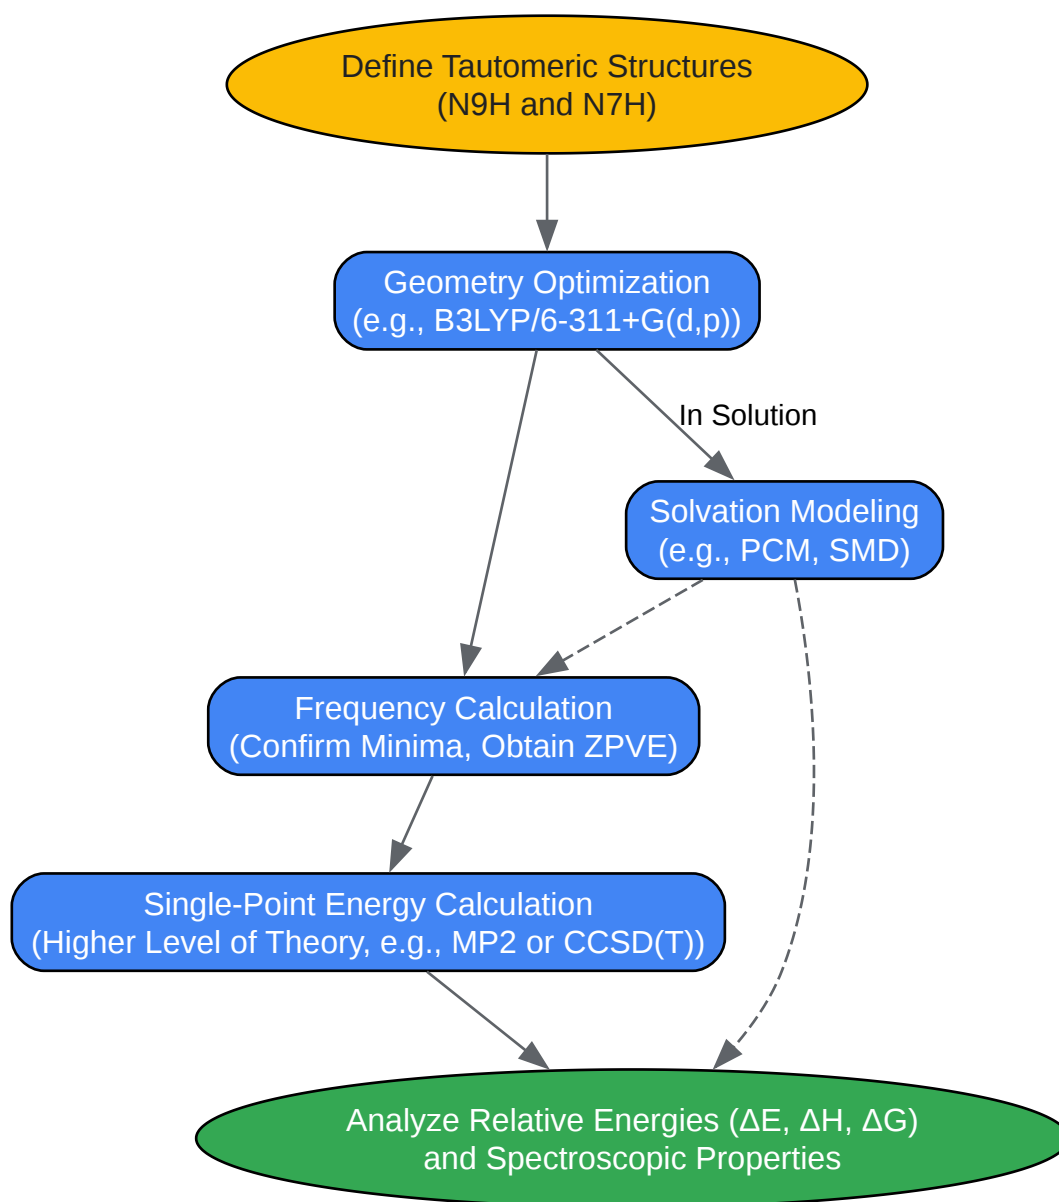 Define Tautomeric Structures
(N9H and N7H)
Geometry Optimization
(e.g., B3LYP/6-311+G(d,p))
In Solution
Solvation Modeling
(e.g., PCM, SMD)
Frequency Calculation
(Confirm Minima, Obtain ZPVE)
Single-Point Energy Calculation
(Higher Level of Theory, e.g., MP2 or CCSD(T))
Analyze Relative Energies (ΔE, ΔH, ΔG)
and Spectroscopic Properties